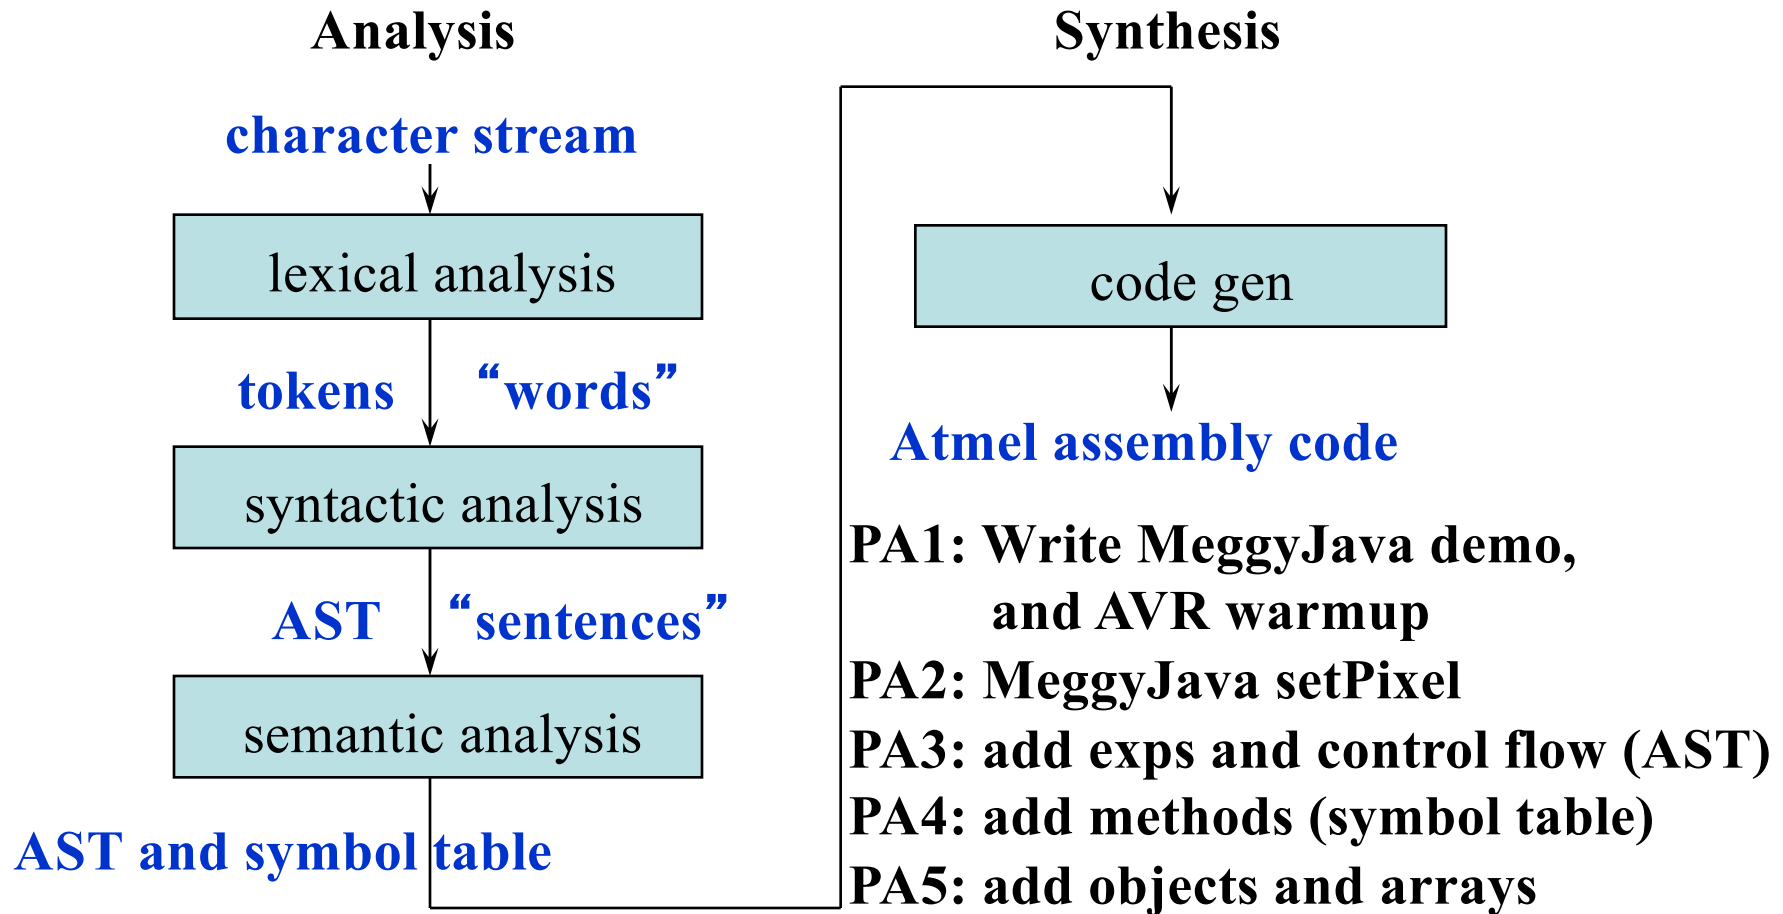 Analysis
character stream
lexical analysis
tokens “words”
syntactic analysis
AST “sentences”
semantic analysis
AST and symbol table
Synthesis
code gen
Atmel assembly code
PA1: Write MeggyJava demo,
and AVR warmup
PA2: MeggyJava setPixel
PA3: add exps and control flow (AST)
PA4: add methods (symbol table)
PA5: add objects and arrays